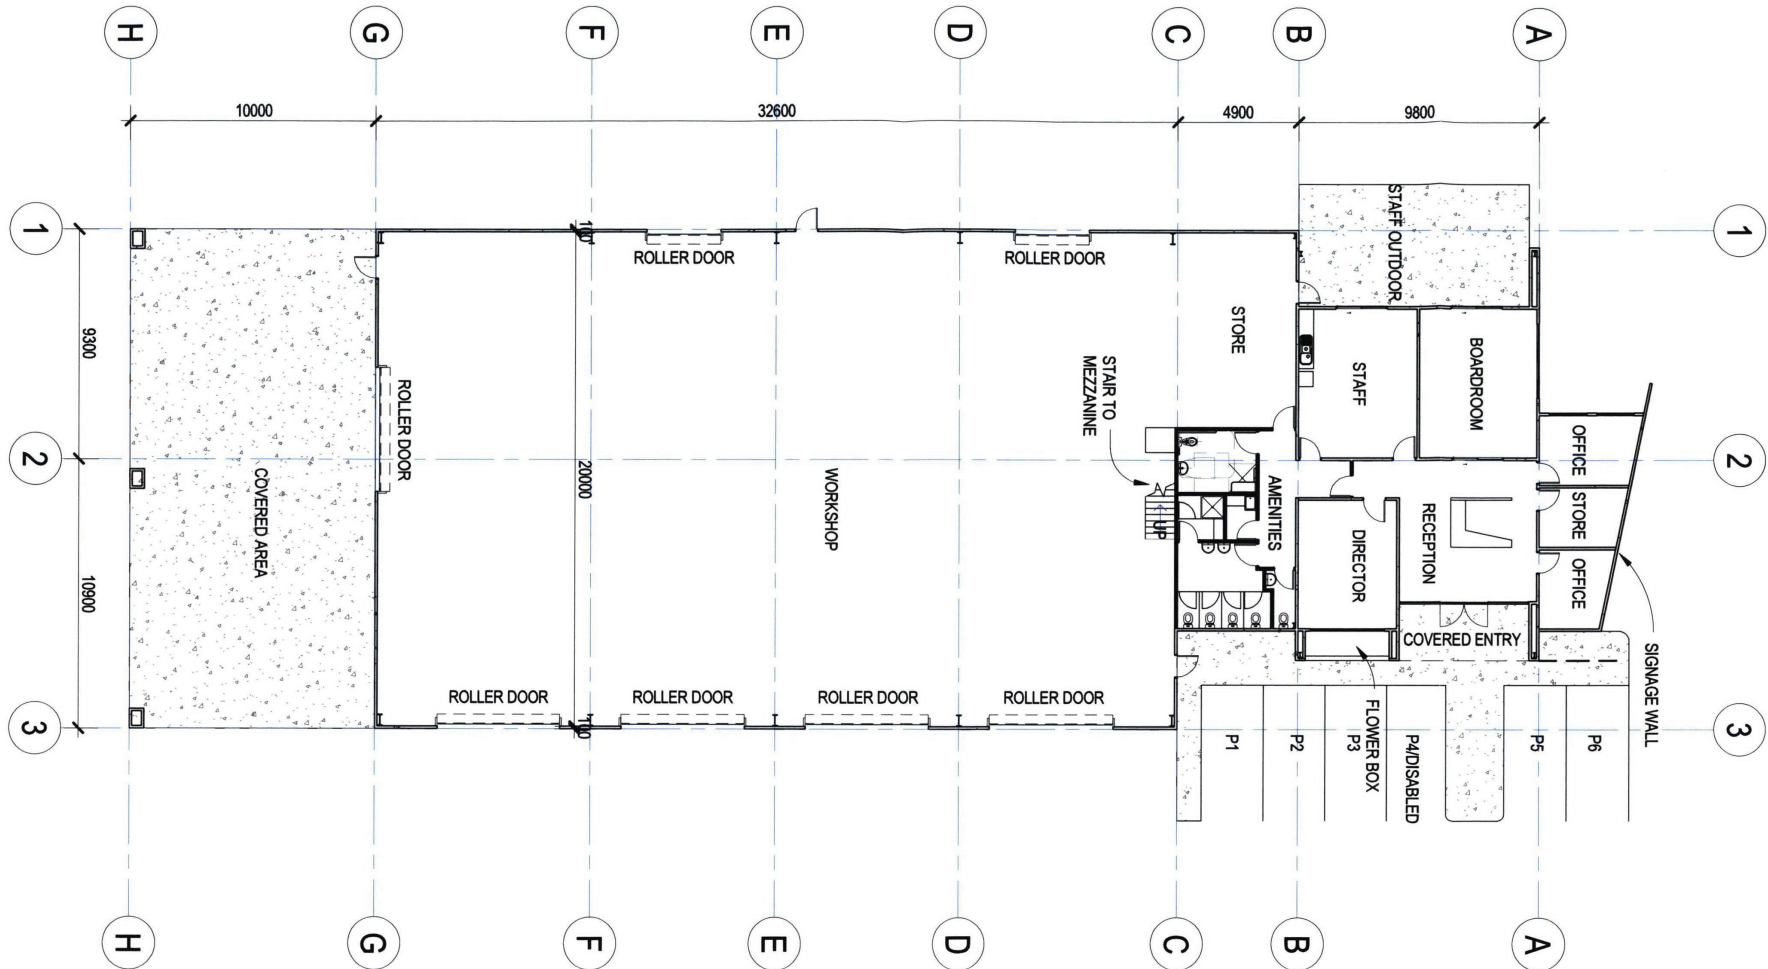 H
G
F
E
D
C
B
A
10000
32600
4900
9800
1
1
100
STAFF OUTDOOR
ROLLER DOOR
ROLLER DOOR
STORE
9300
STAIR TO
MEZZANINE
STAFF
BOARDROOM
ROLLER DOOR
OFFICE
2
2
COVERED AREA
20000
WORKSHOP
AMENITIES
UP
RECEPTION
STORE
DIRECTOR
OFFICE
10900
COVERED ENTRY
SIGNAGE WALL
ROLLER DOOR
ROLLER DOOR
ROLLER DOOR
ROLLER DOOR
FLOWER BOX
3
100
3
P1
P2
P3
P4/DISABLED
P5
P6
H
G
F
E
D
C
B
A